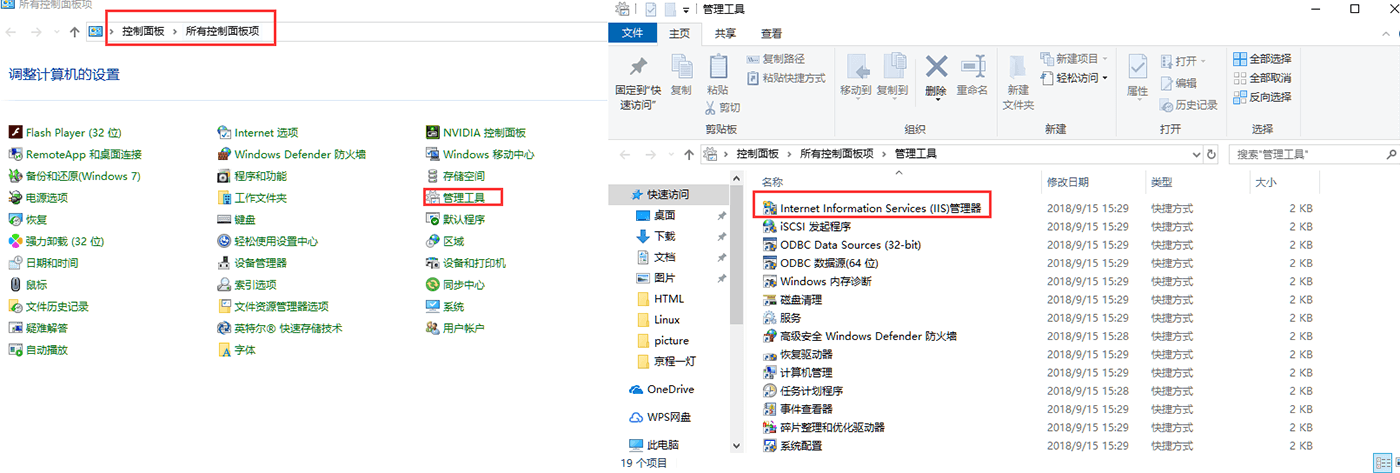 所有控制面板项
控制面板 > 所有控制面板项
调整计算机的设置
Flash Player (32 位)
Internet 选项
NVIDIA 控制面板
RemoteApp 和桌面连接
Windows Defender 防火墙
Windows 移动中心
备份和还原(Windows 7)
程序和功能
存储空间
电源选项
工作文件夹
管理工具
恢复
键盘
默认程序
强力卸载 (32 位)
轻松使用设置中心
区域
日期和时间
设备管理器
设备和打印机
鼠标
索引选项
同步中心
文件历史记录
文件资源管理器选项
系统
疑难解答
英特尔® 快速存储技术
用户帐户
自动播放
字体
管理工具
文件 主页 共享 查看
固定到"快
速访问"
复制
粘贴
复制路径
粘贴快捷方式
剪切
剪贴板
移动到 复制到
删除 重命名
组织
新建
文件夹
新建项目
轻松访问
新建
属性
打开
编辑
历史记录
打开
全部选择
全部取消
反向选择
选择
控制面板 > 所有控制面板项 > 管理工具
搜索"管理工具"
快速访问
桌面
下载
文档
图片
HTML
Linux
picture
京程一灯
OneDrive
WPS网盘
此电脑
名称 修改日期 类型 大小
Internet Information Services (IIS)管理器 2018/9/15 15:29 快捷方式 2 KB
iSCSI 发起程序 2018/9/15 15:29 快捷方式 2 KB
ODBC Data Sources (32-bit) 2018/9/15 15:29 快捷方式 2 KB
ODBC 数据源(64 位) 2018/9/15 15:29 快捷方式 2 KB
Windows 内存诊断 2018/9/15 15:29 快捷方式 2 KB
磁盘清理 2018/9/15 15:29 快捷方式 2 KB
服务 2018/9/15 15:29 快捷方式 2 KB
高级安全 Windows Defender 防火墙 2018/9/15 15:28 快捷方式 2 KB
恢复驱动器 2018/9/15 15:29 快捷方式 2 KB
计算机管理 2018/9/15 15:29 快捷方式 2 KB
任务计划程序 2018/9/15 15:28 快捷方式 2 KB
事件查看器 2018/9/15 15:29 快捷方式 2 KB
碎片整理和优化驱动器 2018/9/15 15:29 快捷方式 2 KB
系统配置 2018/9/15 15:29 快捷方式 2 KB
19 个项目